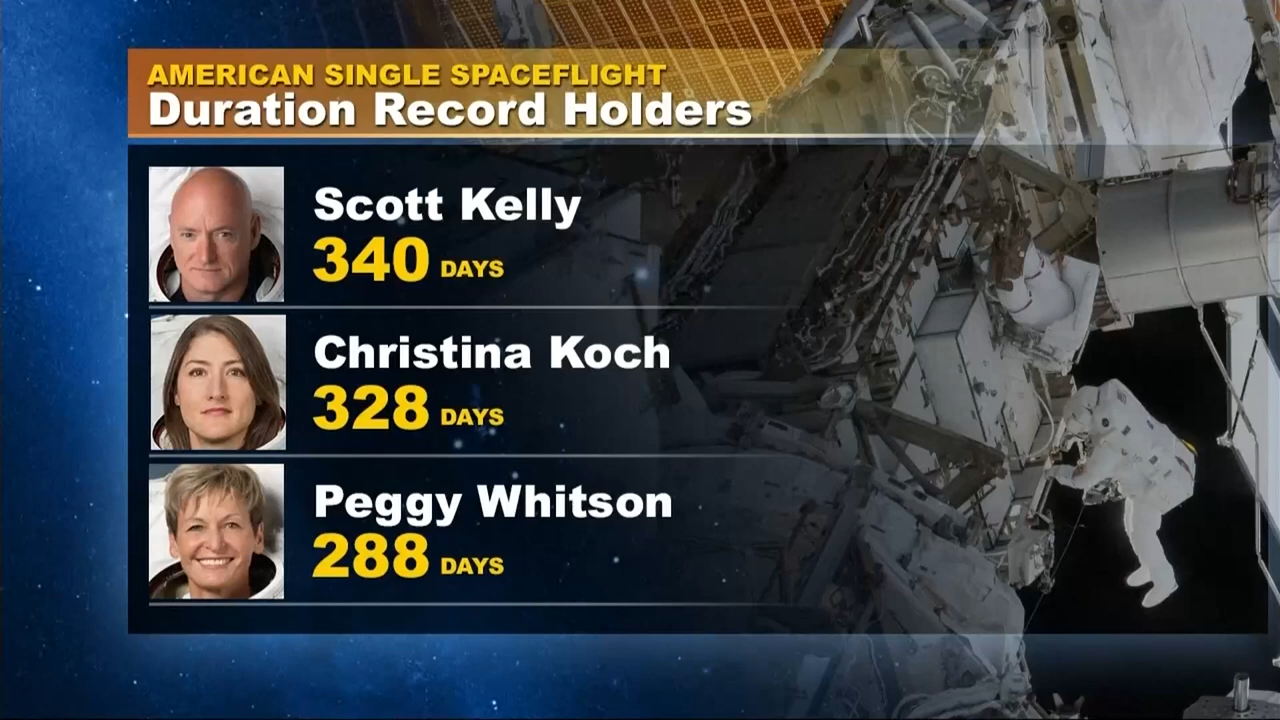 AMERICAN SINGLE SPACEFLIGHT
Duration Record Holders
Scott Kelly
340 DAYS
Christina Koch
328 DAYS
Peggy Whitson
288 DAYS